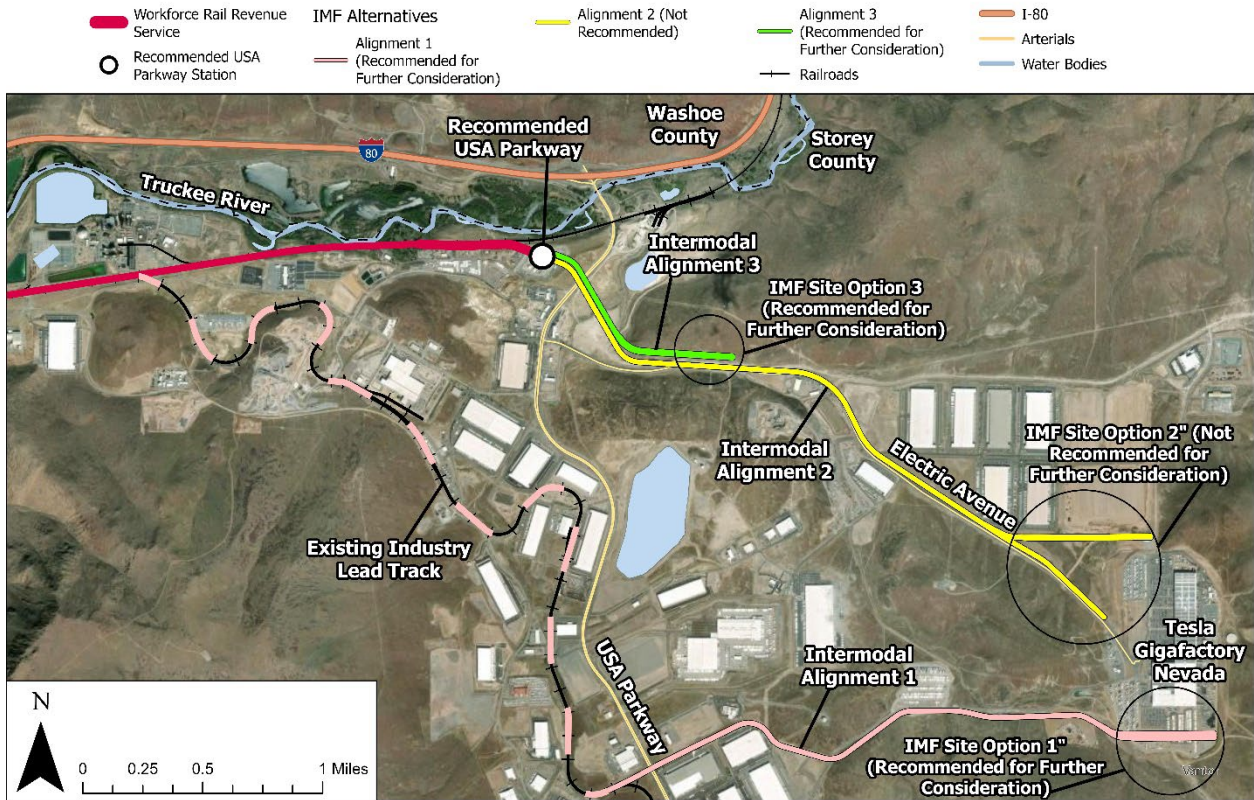 Workforce Rail Revenue
Service
Recommended USA
Parkway Station
IMF Alternatives
Alignment 1
(Recommended for
Further Consideration)
Alignment 2 (Not
Recommended)
Alignment 3
(Recommended for
Further Consideration)
Railroads
I-80
Arterials
Water Bodies
Recommended
USA Parkway
80
Washoe
County
Storey
County
Truckee River
Intermodal
Alignment 3
IMF Site Option 3
(Recommended for
Further Consideration)
Intermodal
Alignment 2
Electric Avenue
IMF Site Option 2" (Not
Recommended for
Further Consideration)
Existing Industry
Lead Track
USA Parkway
Intermodal
Alignment 1
Tesla
Gigafactory
Nevada
IMF Site Option 1"
(Recommended for Further
Consideration)
N
0 0.25 0.5 1 Miles